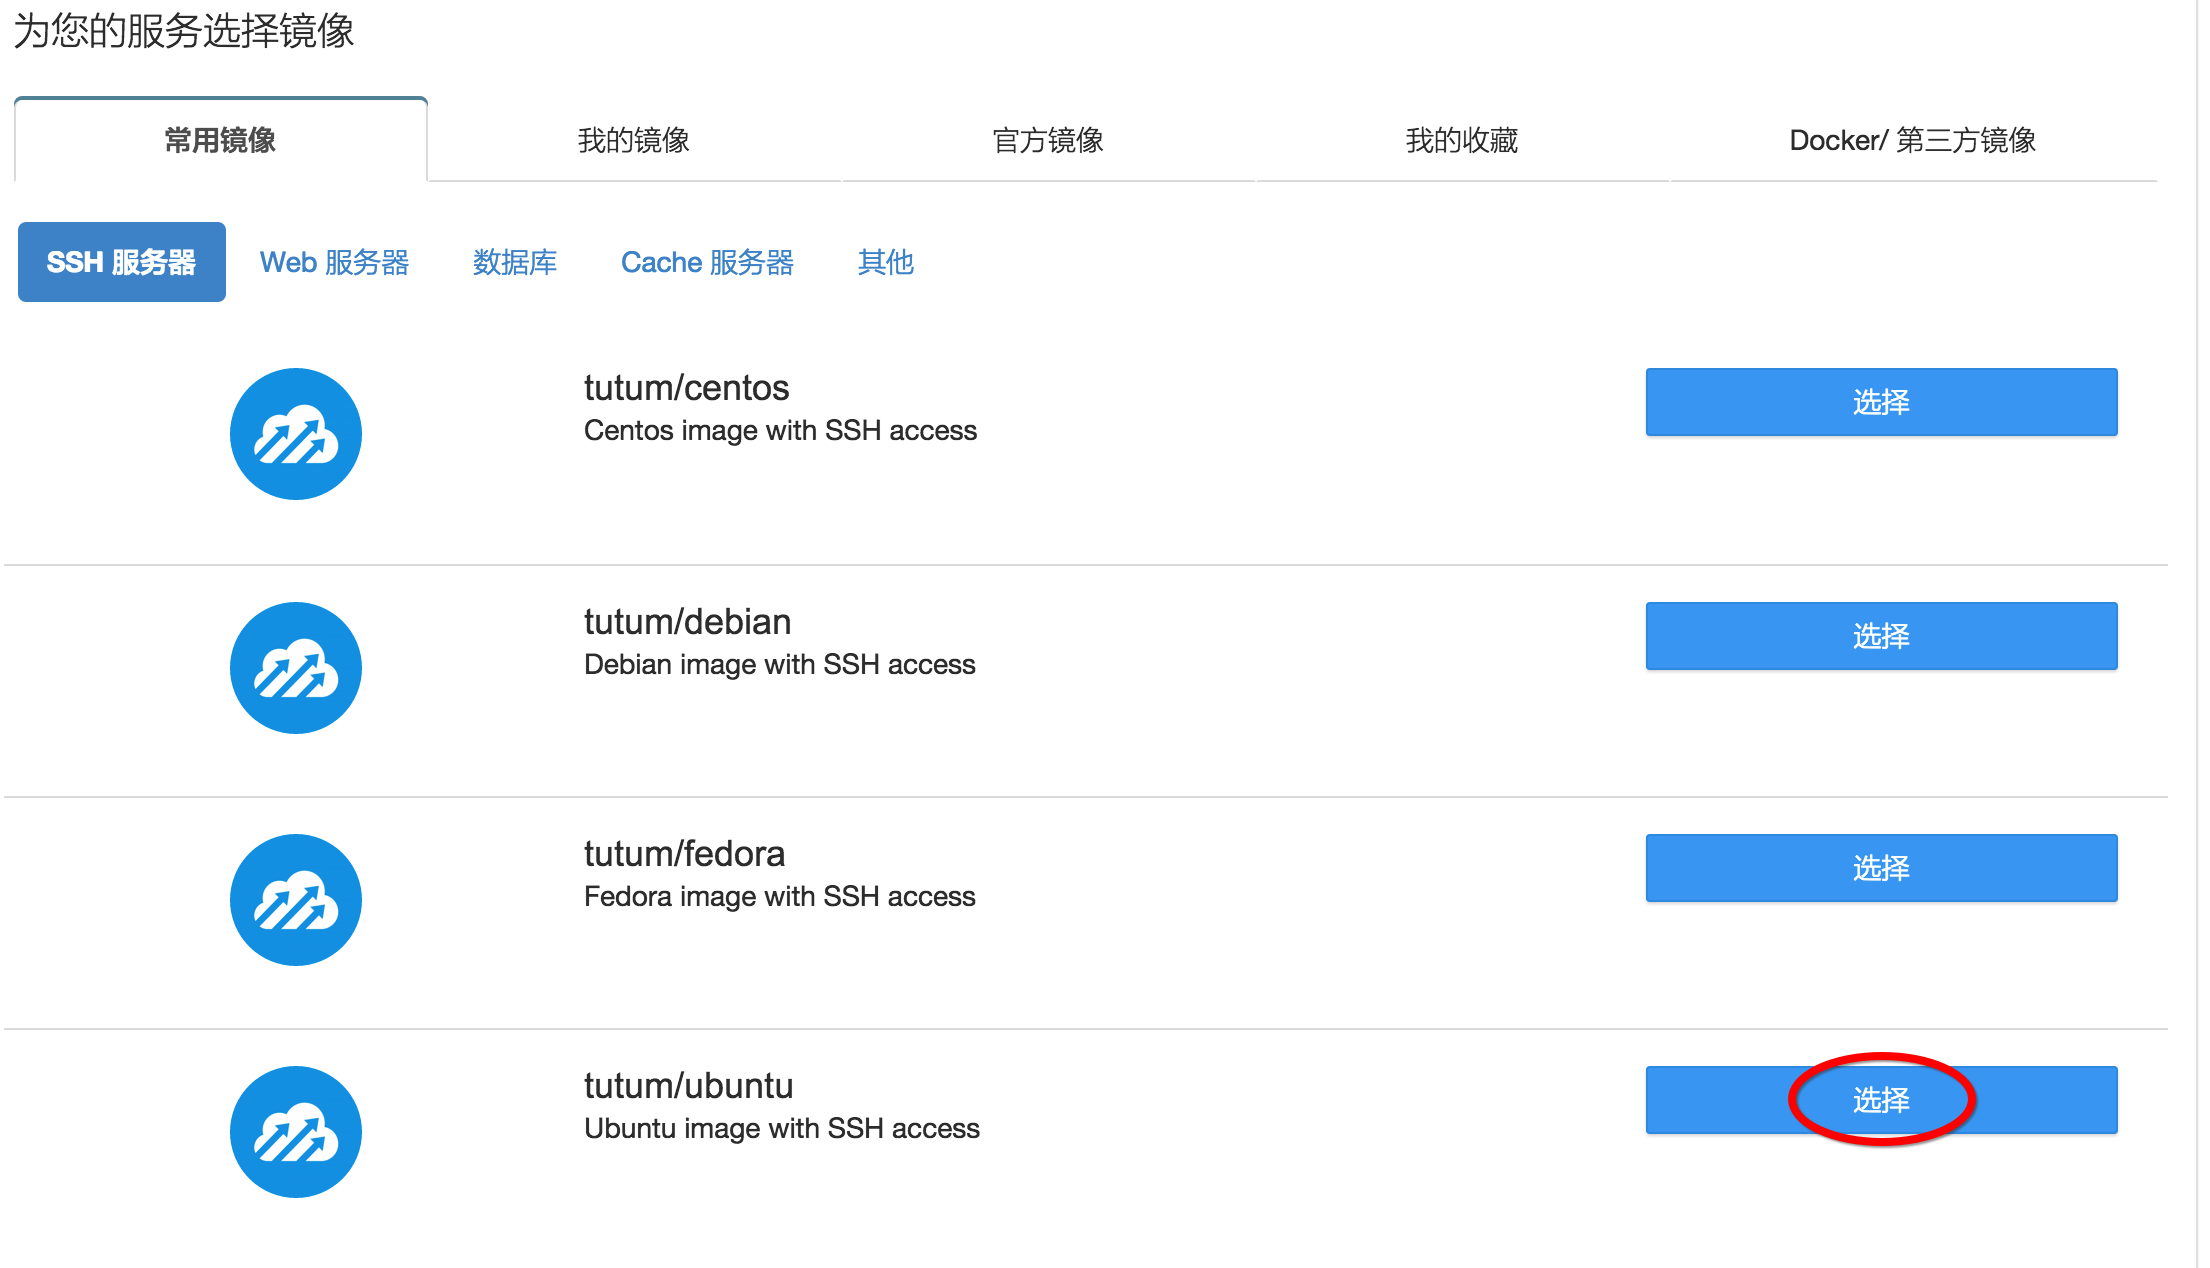 为您的服务选择镜像
常用镜像
我的镜像
官方镜像
我的收藏
Docker/ 第三方镜像
SSH 服务器
Web 服务器
数据库
Cache 服务器
其他
tutum/centos
Centos image with SSH access
选择
tutum/debian
Debian image with SSH access
选择
tutum/fedora
Fedora image with SSH access
选择
tutum/ubuntu
Ubuntu image with SSH access
选择